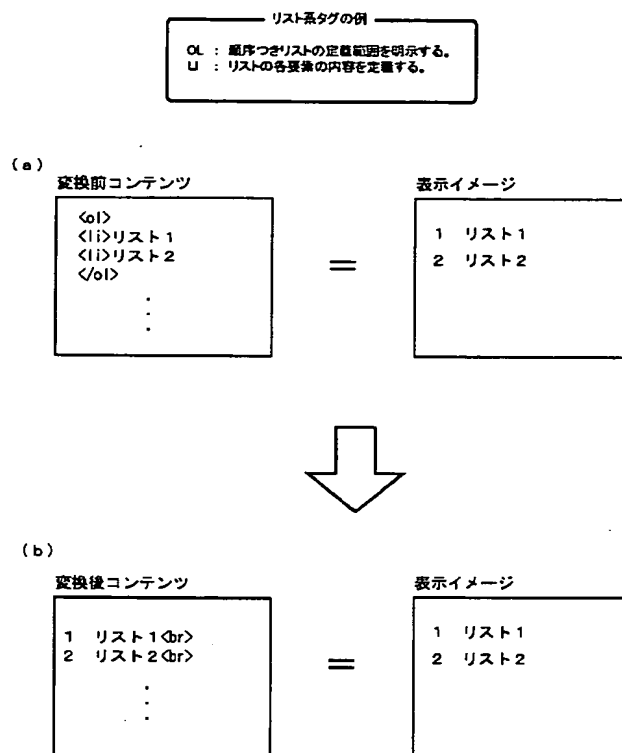 リスト系タグの例
OL : 順序つきリストの定義範囲を明示する。
LI : リストの各要素の内容を定義する。
(a)
変換前コンテンツ
<ol>
<li>リスト1
<li>リスト2
</ol>
=
表示イメージ
1 リスト1
2 リスト2
(b)
変換後コンテンツ
1 リスト1<br>
2 リスト2<br>
=
表示イメージ
1 リスト1
2 リスト2